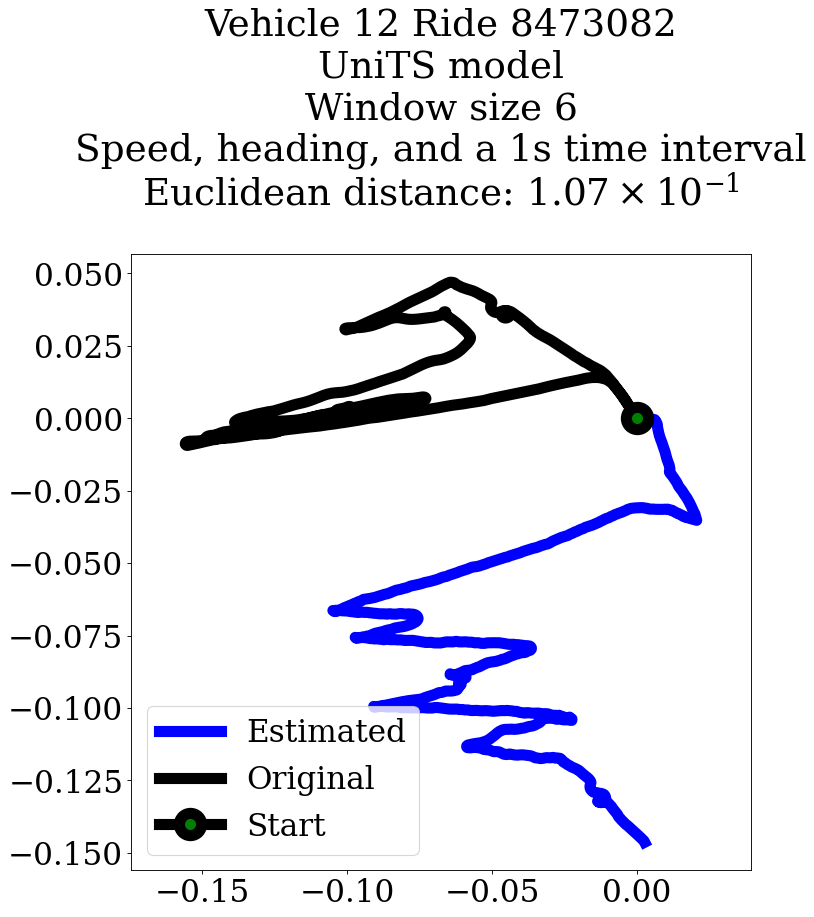 Vehicle 12 Ride 8473082
UniTS model
Window size 6
Speed, heading, and a 1s time interval
Euclidean distance: 1.07 × 10⁻¹
0.050
0.025
0.000
−0.025
−0.050
−0.075
−0.100
−0.125
−0.150
Estimated
Original
Start
−0.15 −0.10 −0.05 0.00